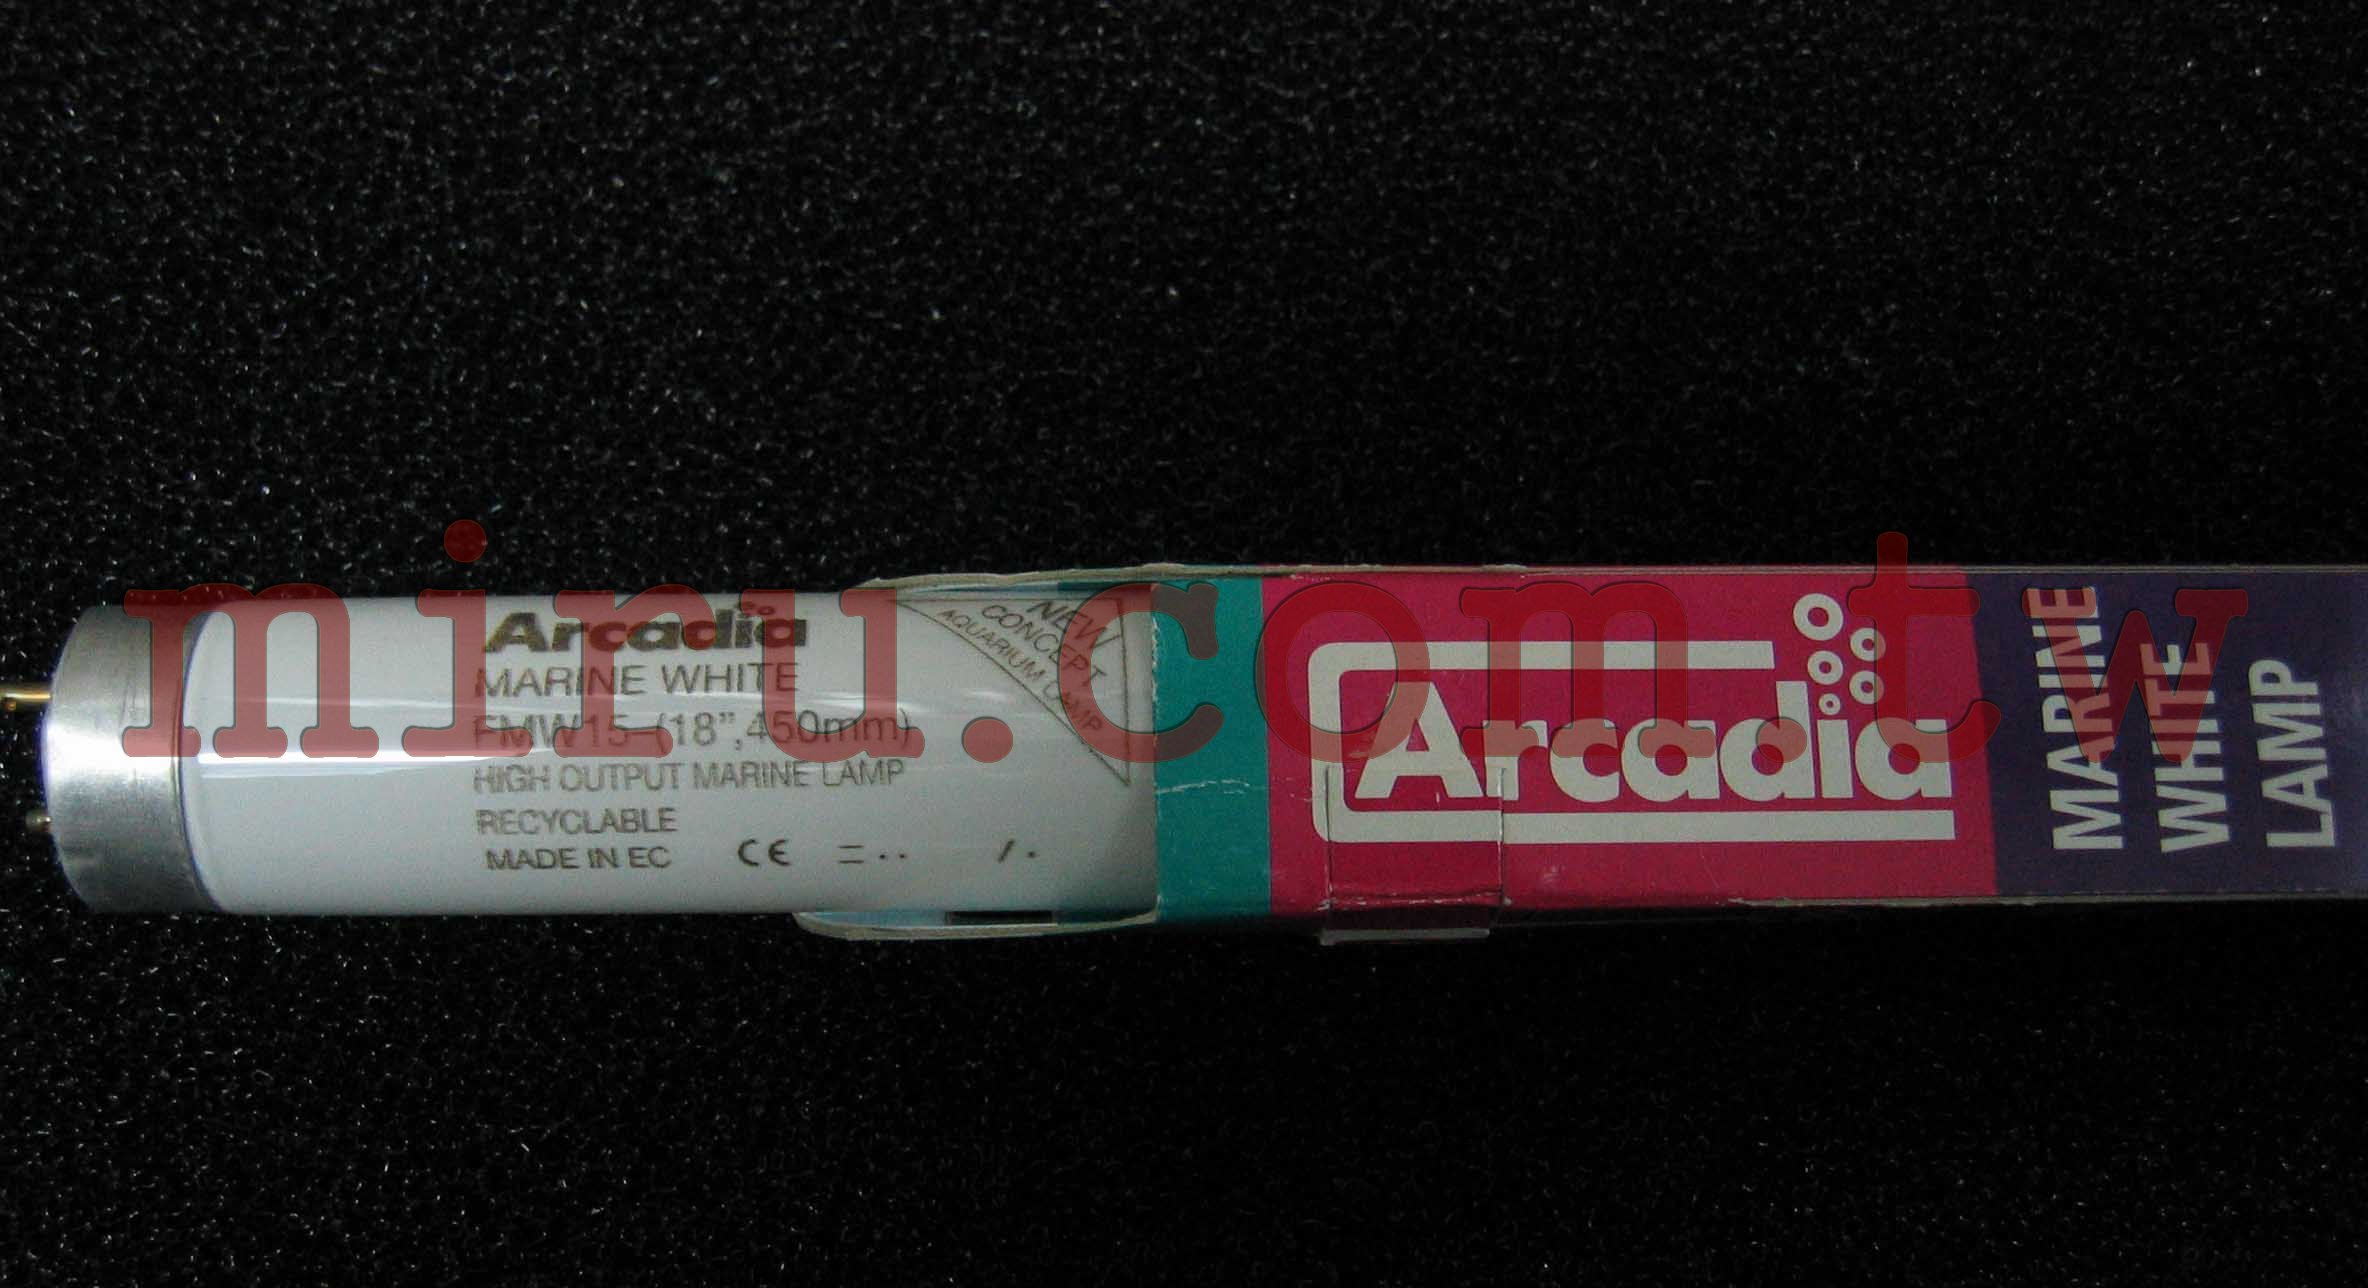 Arcadia
MARINE WHITE
FMW15-(18”,450mm)
HIGH OUTPUT MARINE LAMP
RECYCLABLE
MADE IN EC CE
NEW
CONCEPT
AQUARIUM LAMP
Arcadia
MARINE
WHITE
LAMP
miru.com.tw